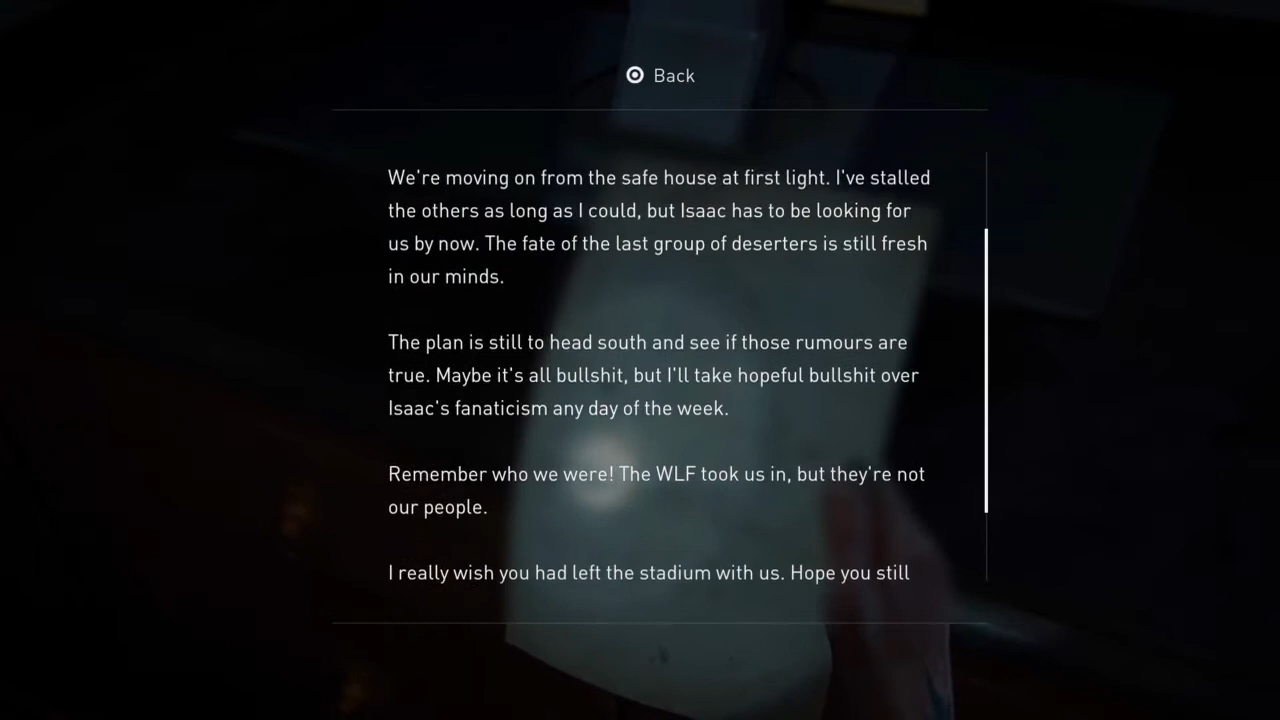 Back
We're moving on from the safe house at first light. I've stalled
the others as long as I could, but Isaac has to be looking for
us by now. The fate of the last group of deserters is still fresh
in our minds.
The plan is still to head south and see if those rumours are
true. Maybe it's all bullshit, but I'll take hopeful bullshit over
Isaac's fanaticism any day of the week.
Remember who we were! The WLF took us in, but they're not
our people.
I really wish you had left the stadium with us. Hope you still